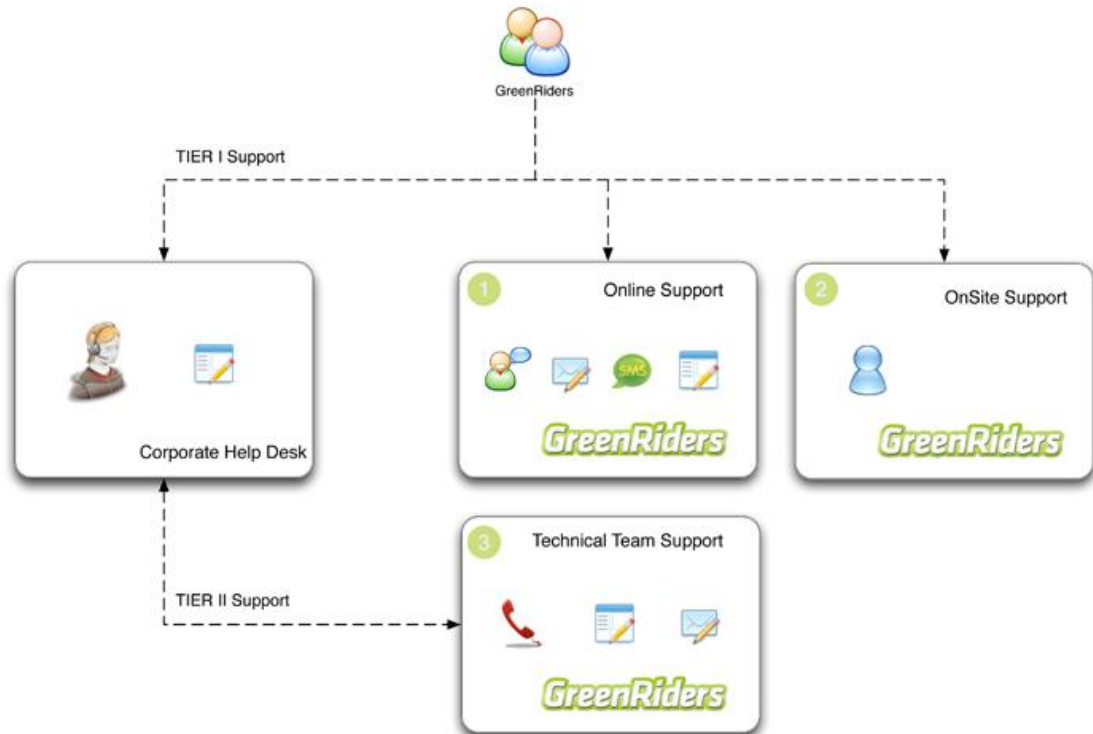 GreenRiders
TIER I Support
1
Online Support
SMS
GreenRiders
2
OnSite Support
GreenRiders
Corporate Help Desk
TIER II Support
3
Technical Team Support
GreenRiders